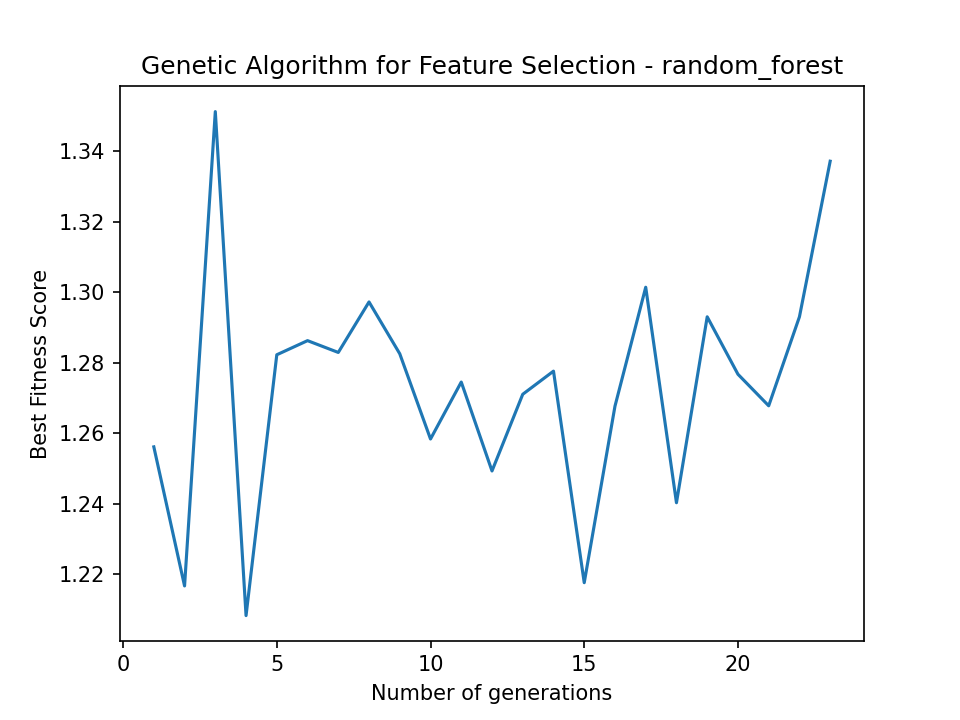 Genetic Algorithm for Feature Selection - random_forest
1.34
1.32
1.30
1.28
1.26
1.24
1.22
Best Fitness Score
0 5 10 15 20
Number of generations